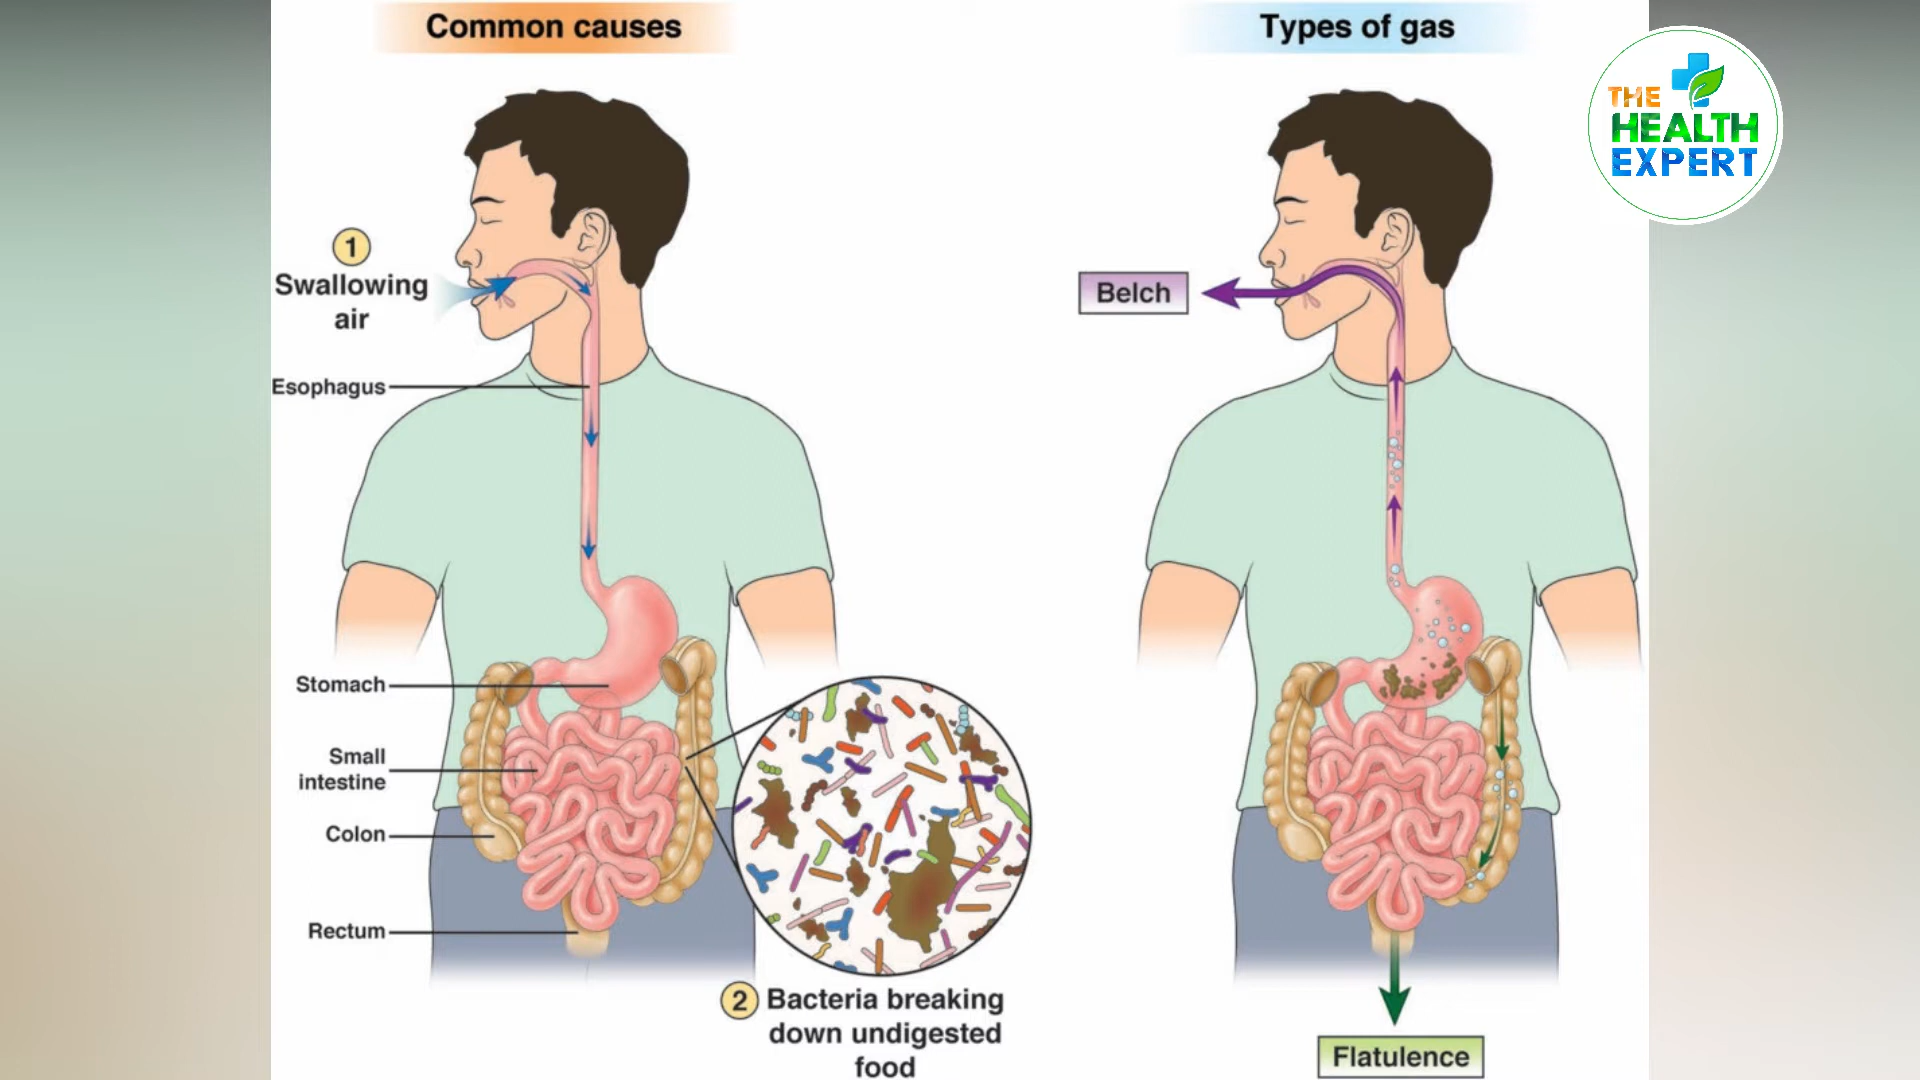 Common causes
1
Swallowing
air
Esophagus
Stomach
Small
intestine
Colon
Rectum
2 Bacteria breaking
down undigested
food
Types of gas
Belch
Flatulence
THE
HEALTH
EXPERT